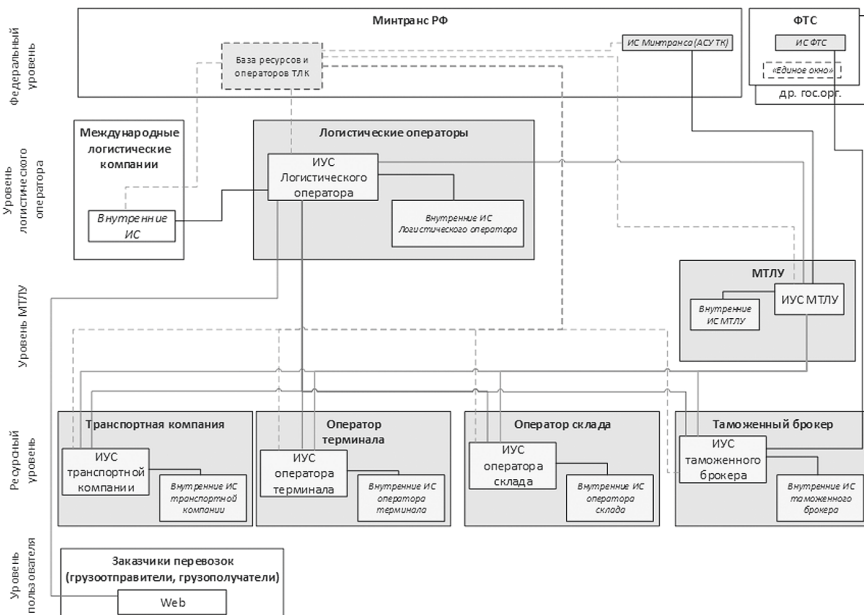 Федеральный
уровень
Минтранс РФ
База ресурсов и
операторов ТЛК
ИС Минтранса (АСУ ТК)
ФТС
ИС ФТС
«Единое окно»
др. гос.орг.
Уровень
логистического
оператора
Международные
логистические
компании
Внутренние
ИС
Логистические операторы
ИУС
Логистического
оператора
Внутренние ИС
Логистического оператора
Уровень МТЛУ
МТЛУ
Внутренние
ИС МТЛУ
ИУС МТЛУ
Ресурсный
уровень
Транспортная компания
ИУС
транспортной
компании
Внутренние ИС
транспортной
компании
Оператор
терминала
ИУС
оператора
терминала
Внутренние ИС
оператора
терминала
Оператор склада
ИУС
оператора
склада
Внутренние ИС
оператора
склада
Таможенный брокер
ИУС
таможенного
брокера
Внутренние ИС
таможенного
брокера
Уровень
пользователя
Заказчики перевозок
(грузоотправители, грузополучатели)
Web